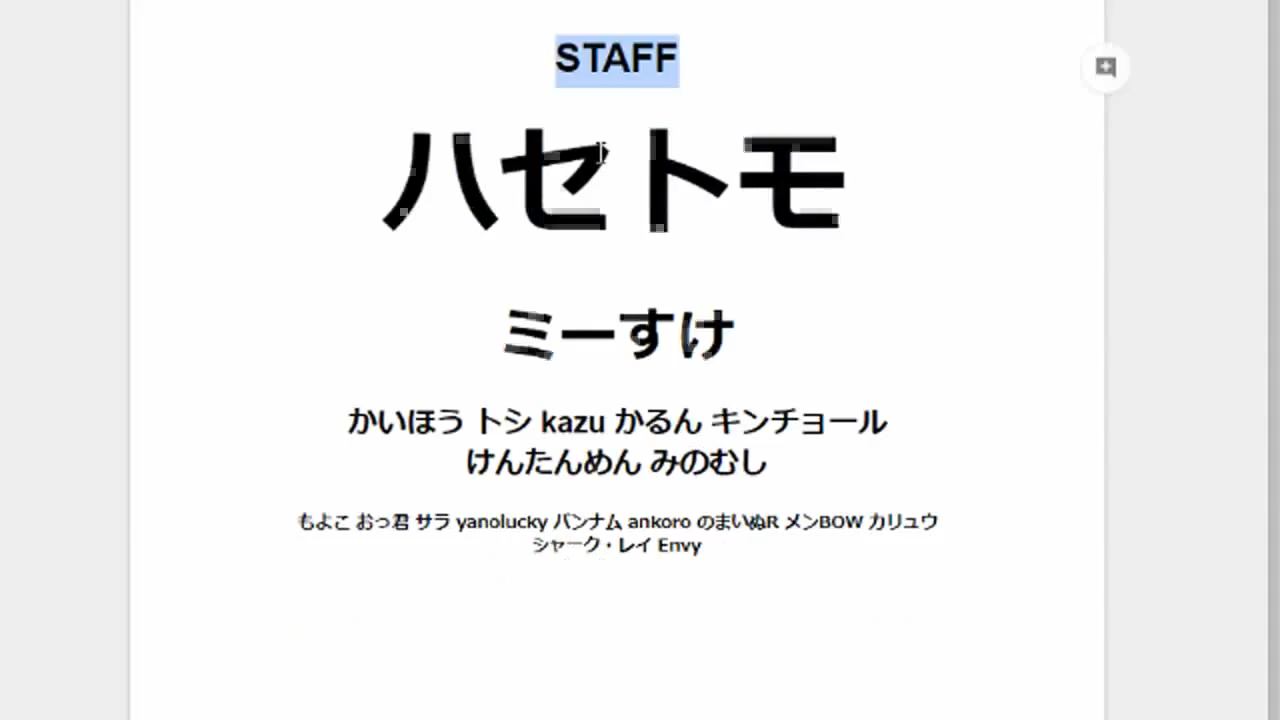 STAFF
ハセトモ
ミーすけ
かいほう トシ kazu かるん キンチョール
けんたんめん みのむし
もよこ おっ君 サラ yanolucky バンナム ankoro のまいぬR メンBOW カリュウ
シャーク・レイ Envy